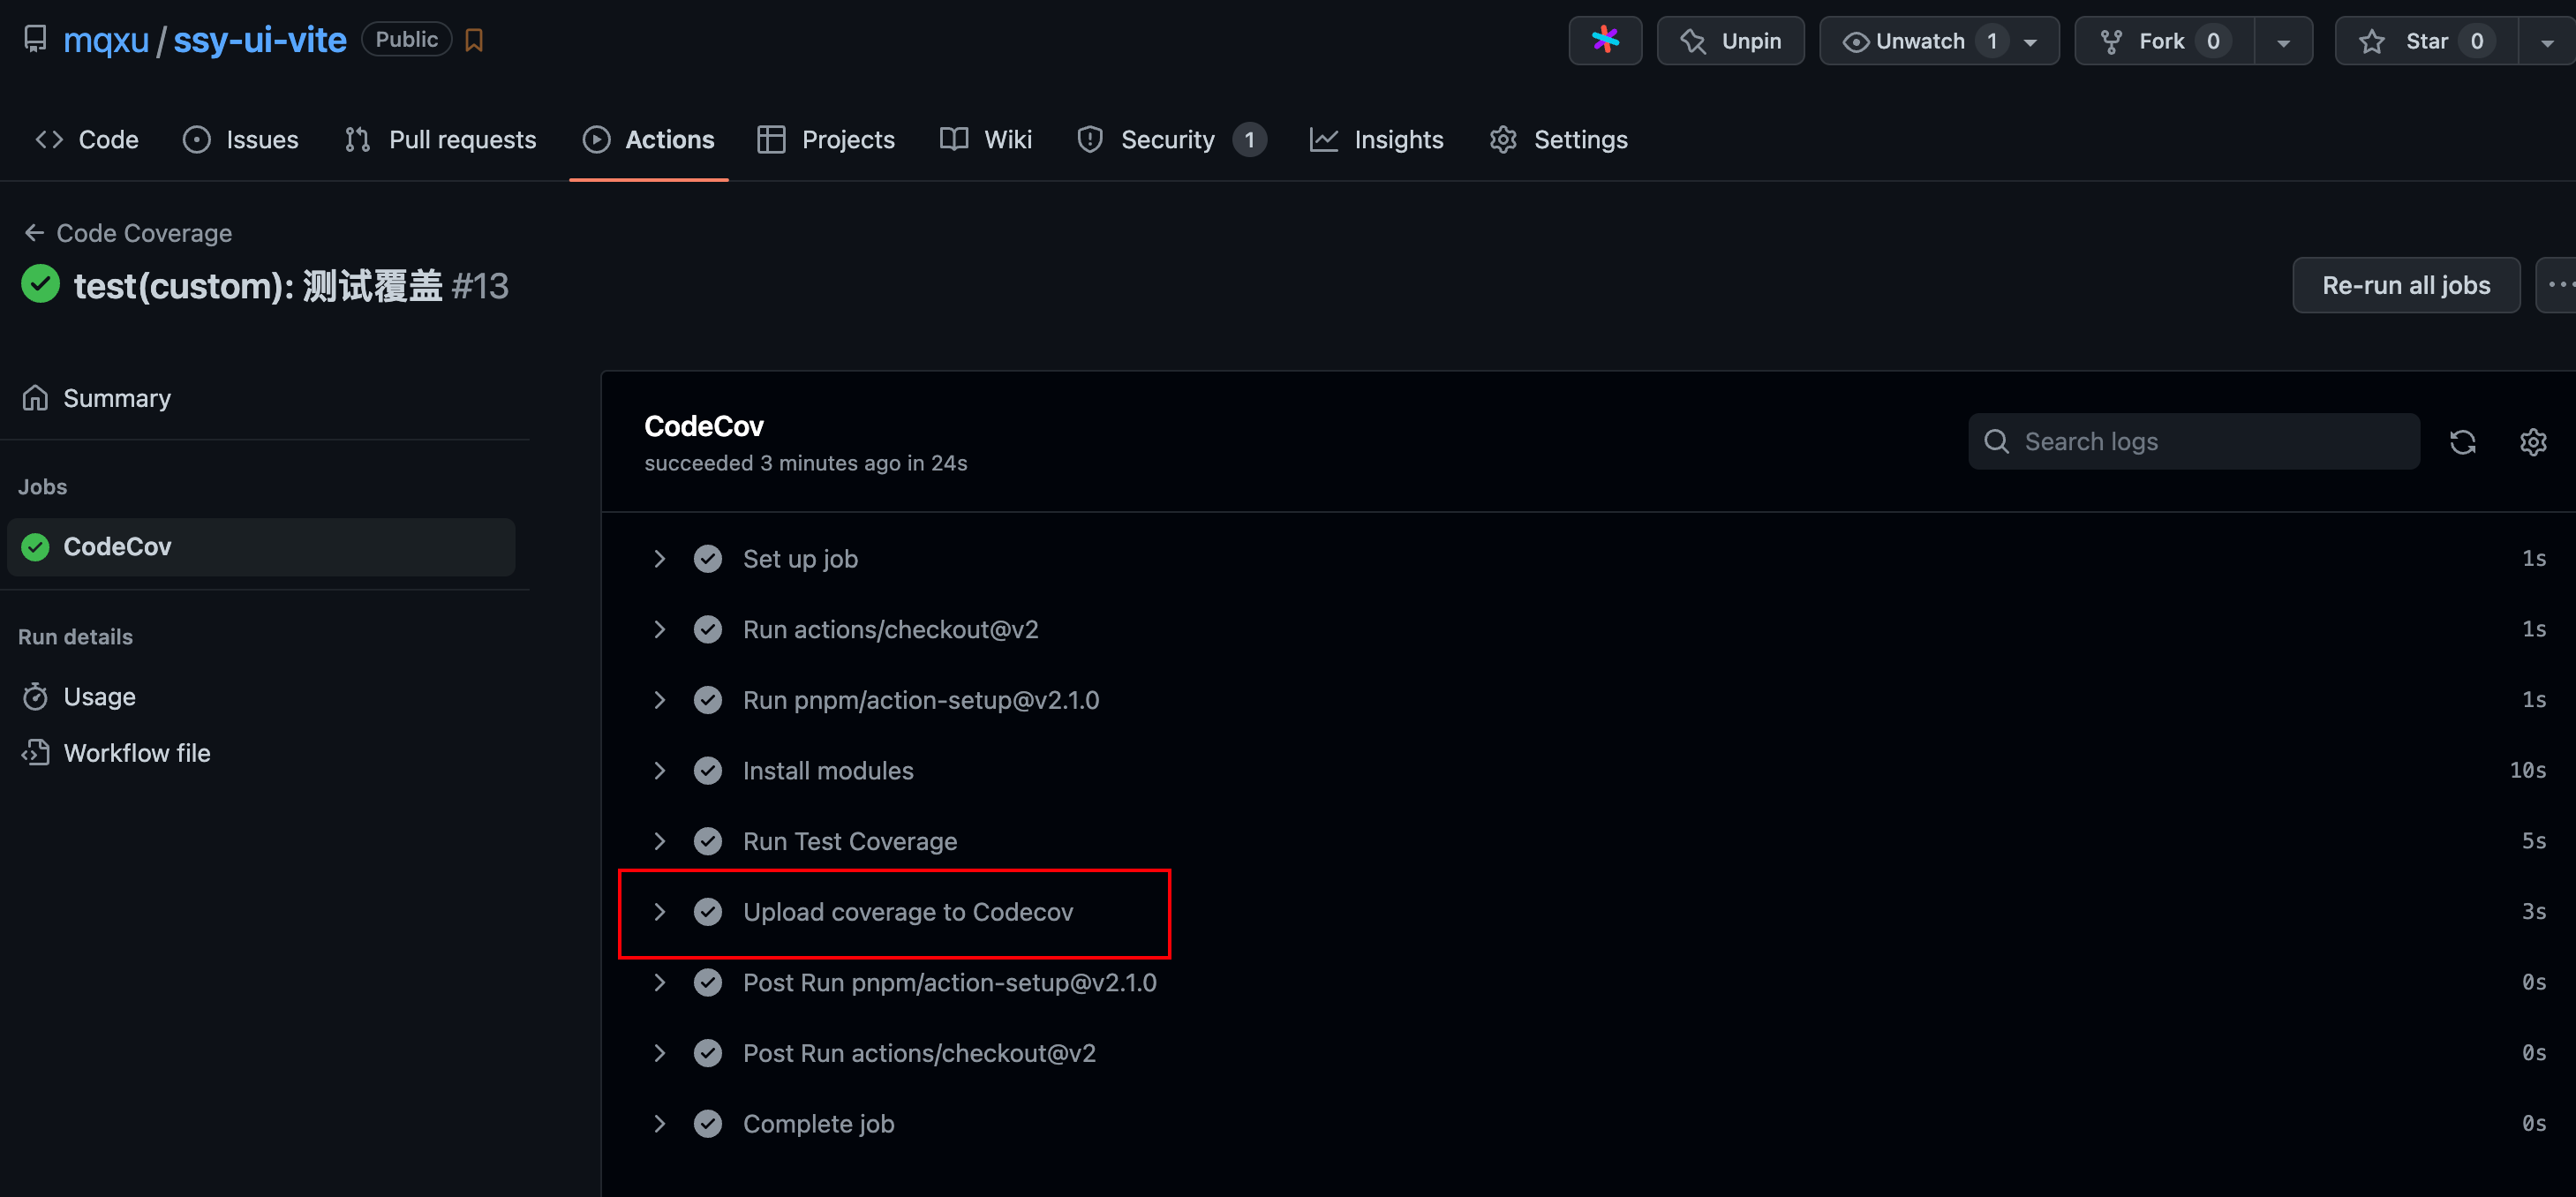 mqxu / ssy-ui-vite Public Unpin Unwatch 1 Fork 0 Star 0
Code Issues Pull requests Actions Projects Wiki Security 1 Insights Settings
Code Coverage
test(custom): 测试覆盖 #13
Re-run all jobs
Summary
Jobs
CodeCov
Run details
Usage
Workflow file
CodeCov
succeeded 3 minutes ago in 24s
Search logs
Set up job 1s
Run actions/checkout@v2 1s
Run pnpm/action-setup@v2.1.0 1s
Install modules 10s
Run Test Coverage 5s
Upload coverage to Codecov 3s
Post Run pnpm/action-setup@v2.1.0 0s
Post Run actions/checkout@v2 0s
Complete job 0s